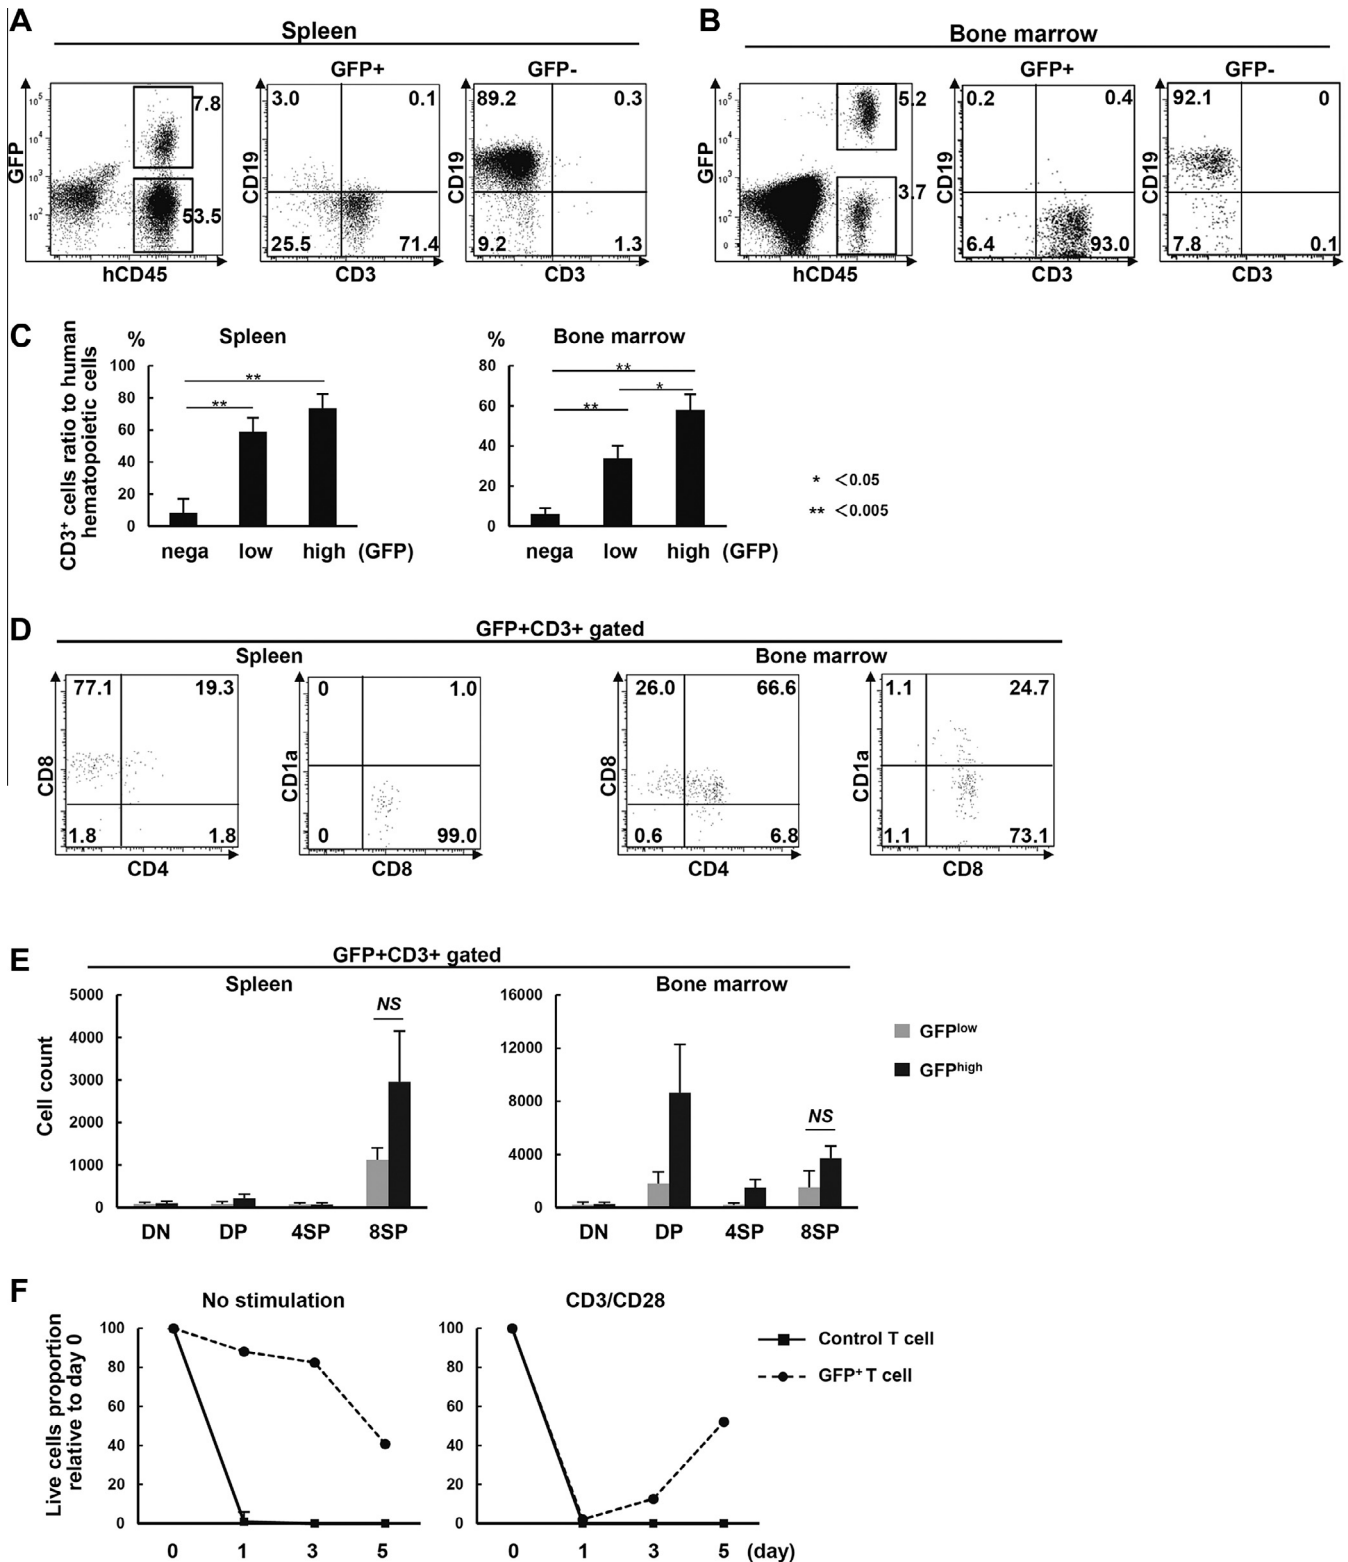 A
Spleen
GFP+
GFP-
GFP
10⁵
10⁴
10³
10²
7.8
53.5
hCD45
CD19
3.0
0.1
25.5
71.4
CD3
CD19
89.2
0.3
9.2
1.3
CD3
B
Bone marrow
GFP+
GFP-
GFP
10⁵
10⁴
10³
10²
0
5.2
3.7
hCD45
CD19
0.2
0.4
6.4
93.0
CD3
CD19
92.1
0
7.8
0.1
CD3
C
CD3⁺ cells ratio to human
hematopoietic cells
%
Spleen
100
80
60
40
20
0
**
**
nega low high (GFP)
%
Bone marrow
80
60
40
20
0
**
*
**
nega low high (GFP)
* <0.05
** <0.005
D
GFP+CD3+ gated
Spleen
Bone marrow
CD8
77.1
19.3
1.8
1.8
CD4
CD1a
0
1.0
0
99.0
CD8
CD8
26.0
66.6
0.6
6.8
CD4
CD1a
1.1
24.7
1.1
73.1
CD8
E
GFP+CD3+ gated
Spleen
Bone marrow
Cell count
5000
4000
3000
2000
1000
0
NS
DN DP 4SP 8SP
16000
12000
8000
4000
0
NS
DN DP 4SP 8SP
GFPlow
GFPhigh
F
Live cells proportion
relative to day 0
No stimulation
100
80
60
40
20
0
0 1 3 5
CD3/CD28
100
80
60
40
20
0
0 1 3 5 (day)
Control T cell
GFP⁺ T cell